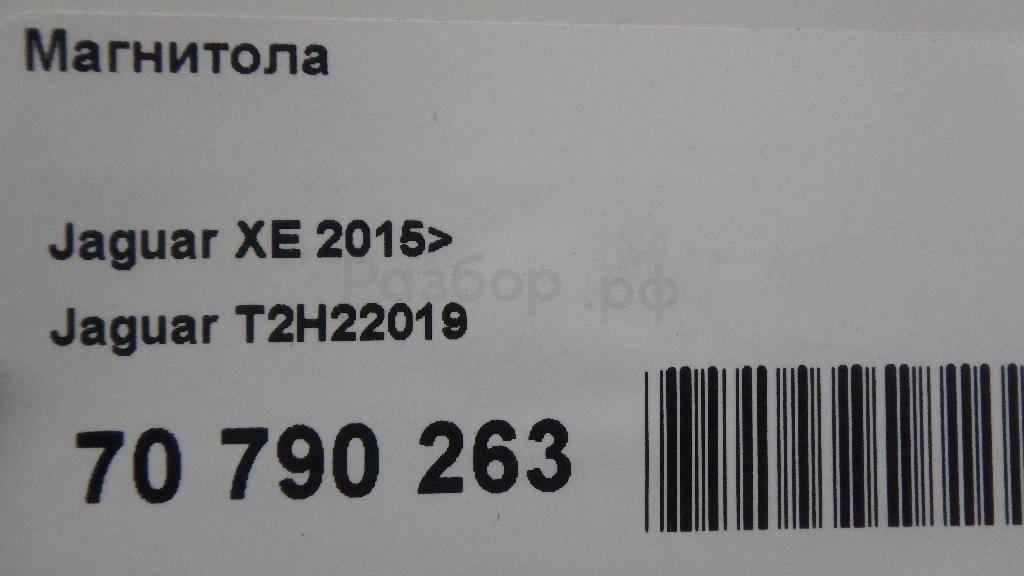 Магнитола
Jaguar XE 2015>
Разбор.рф
Jaguar T2H22019
70 790 263